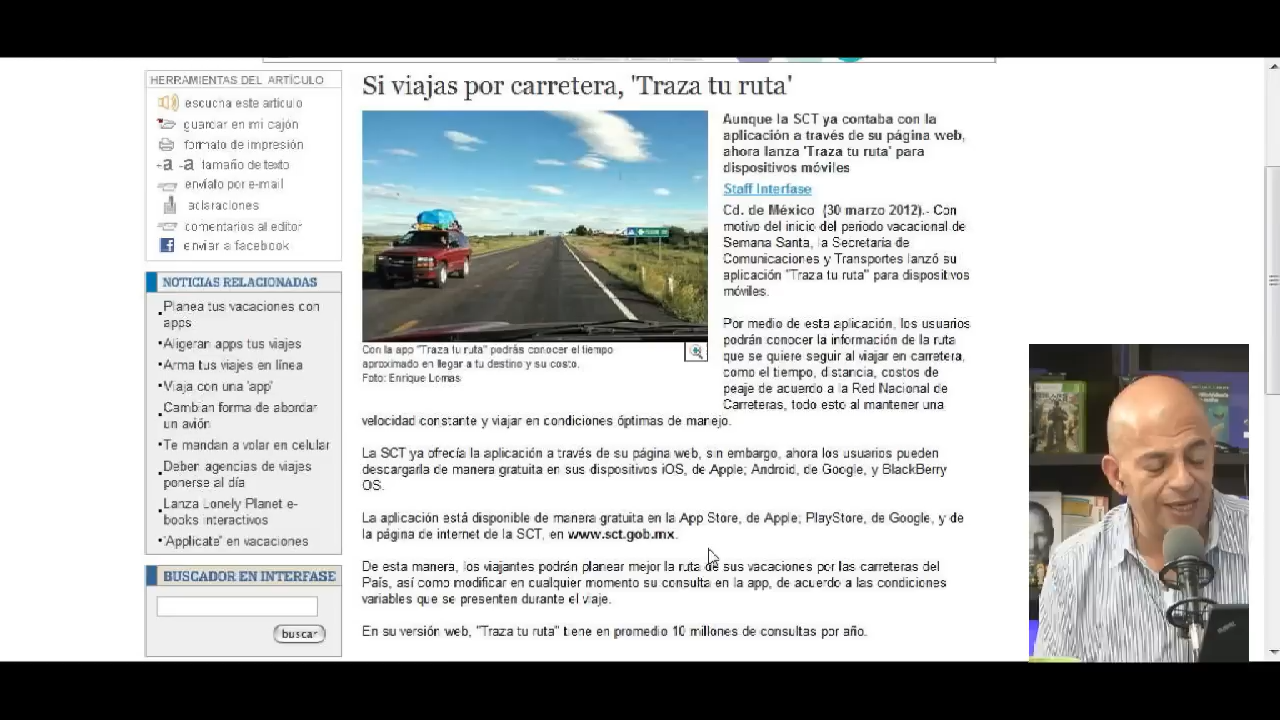 HERRAMIENTAS DEL ARTÍCULO
escucha este artículo
guardar en mi cajón
formato de impresión
-a -a tamaño de texto
envíalo por e-mail
aclaraciones
comentarios al editor
enviar a facebook
NOTICIAS RELACIONADAS
Planea tus vacaciones con
apps
Aligeran apps tus viajes
Arma tus viajes en línea
Viaja con una 'app'
Cambian forma de abordar
un avión
Te mandan a volar en celular
Deben agencias de viajes
ponerse al día
Lanza Lonely Planet e-
books interactivos
'Applícate' en vacaciones
BUSCADOR EN INTERFASE
buscar
Si viajas por carretera, 'Traza tu ruta'
Con la app "Traza tu ruta" podrás conocer el tiempo
aproximado en llegar a tu destino y su costo.
Foto: Enrique Lomas
Aunque la SCT ya contaba con la
aplicación a través de su página web,
ahora lanza 'Traza tu ruta' para
dispositivos móviles
Staff Interfase
Cd. de México (30 marzo 2012).- Con
motivo del inicio del periodo vacacional de
Semana Santa, la Secretaría de
Comunicaciones y Transportes lanzó su
aplicación "Traza tu ruta" para dispositivos
móviles.
Por medio de esta aplicación, los usuarios
podrán conocer la información de la ruta
que se quiere seguir al viajar en carretera,
como el tiempo, distancia, costos de
peaje de acuerdo a la Red Nacional de
Carreteras, todo esto al mantener una
velocidad constante y viajar en condiciones óptimas de manejo.
La SCT ya ofrecía la aplicación a través de su página web, sin embargo, ahora los usuarios pueden
descargarla de manera gratuita en sus dispositivos iOS, de Apple; Android, de Google, y BlackBerry
OS.
La aplicación está disponible de manera gratuita en la App Store, de Apple; PlayStore, de Google, y de
la página de internet de la SCT, en www.sct.gob.mx.
De esta manera, los viajantes podrán planear mejor la ruta de sus vacaciones por las carreteras del
País, así como modificar en cualquier momento su consulta en la app, de acuerdo a las condiciones
variables que se presenten durante el viaje.
En su versión web, "Traza tu ruta" tiene en promedio 10 millones de consultas por año.